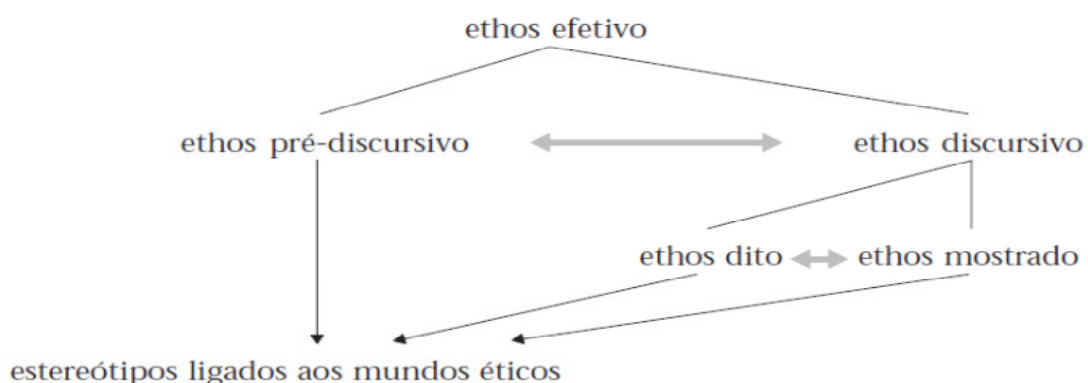 ethos efetivo
ethos pré-discursivo
ethos discursivo
ethos dito
ethos mostrado
estereótipos ligados aos mundos éticos